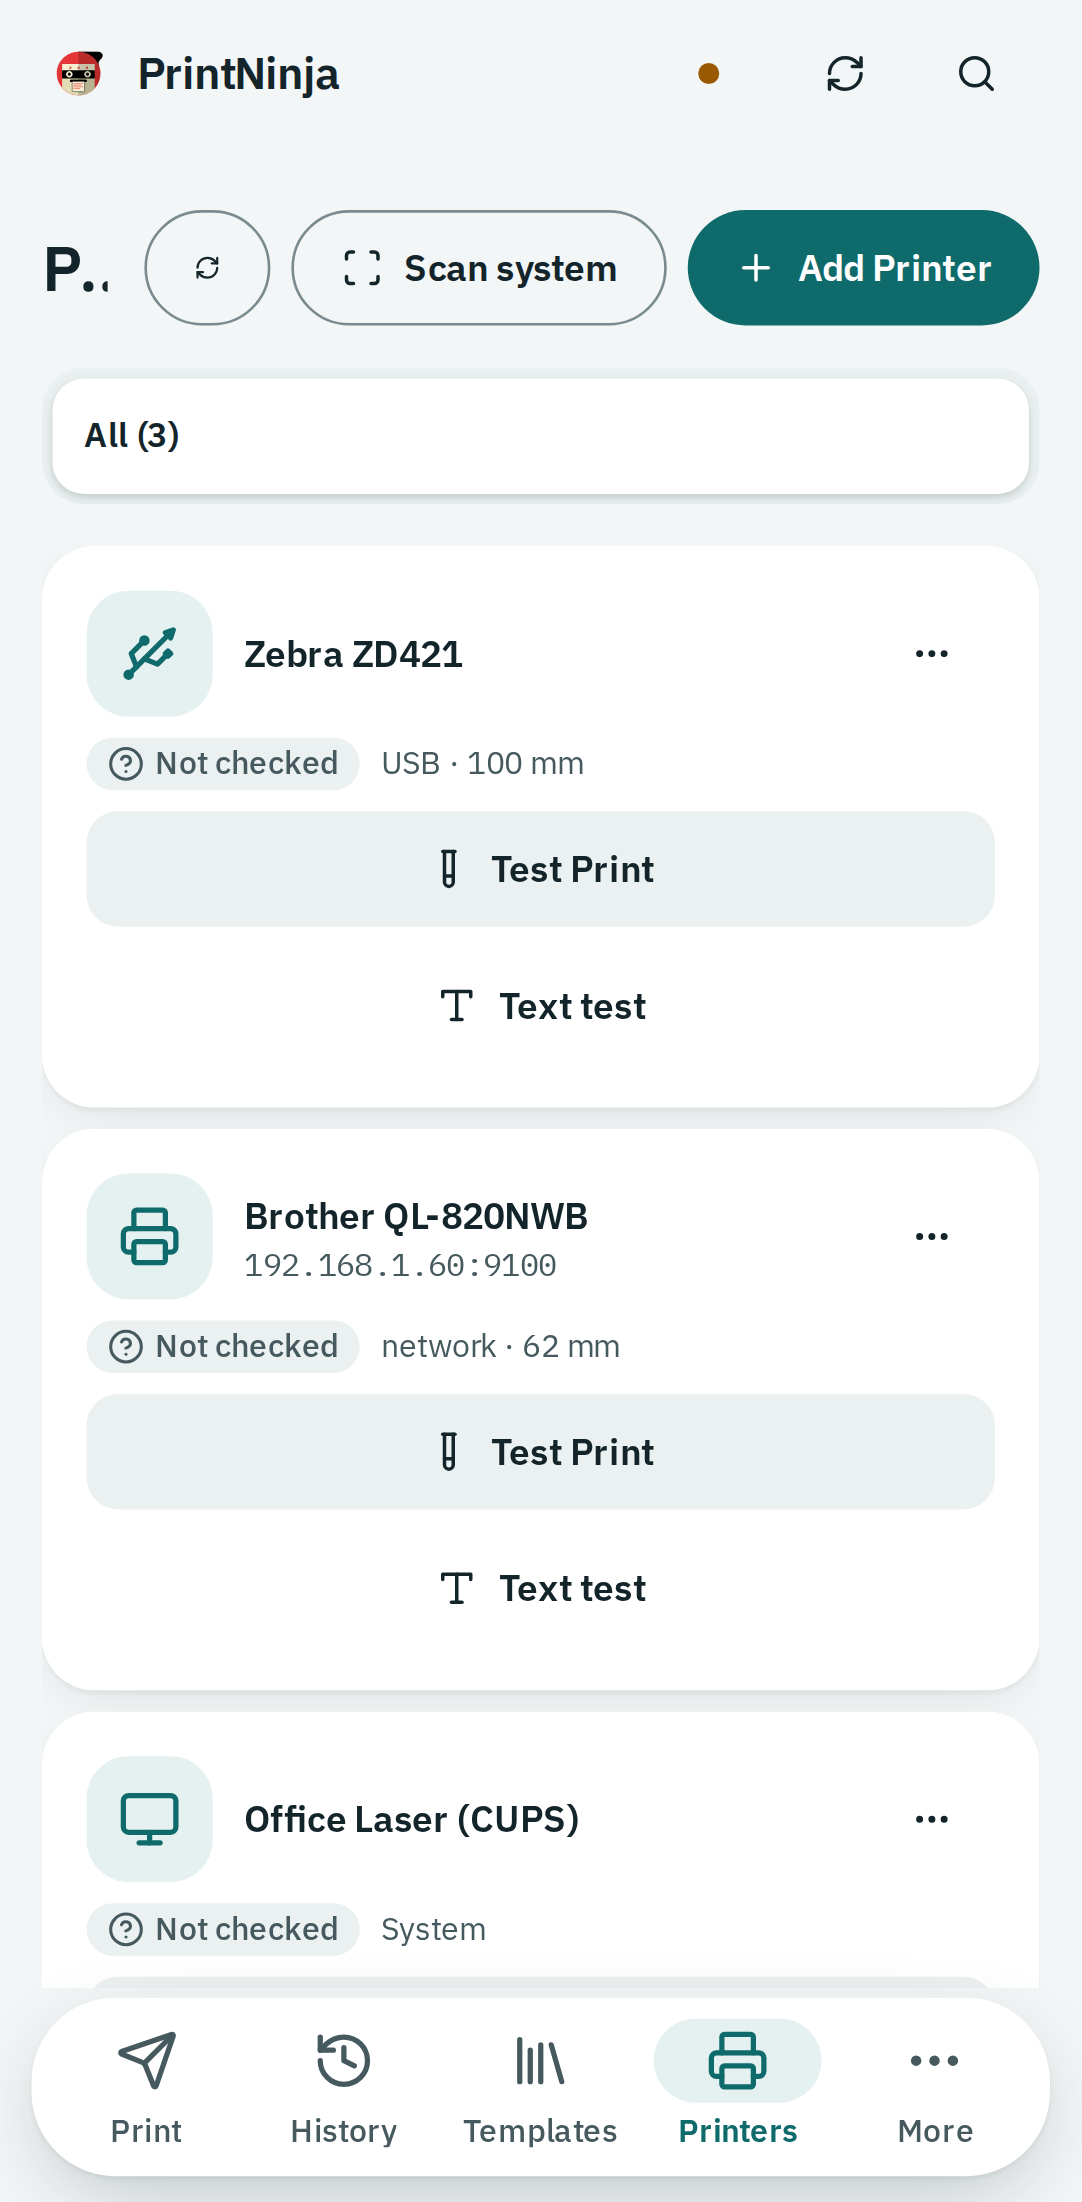 PrintNinja
P..
Scan system
Add Printer
All (3)
Zebra ZD421
Not checked
USB · 100 mm
Test Print
Text test
Brother QL-820NWB
192.168.1.60:9100
Not checked
network · 62 mm
Test Print
Text test
Office Laser (CUPS)
Not checked
System
Print
History
Templates
Printers
More